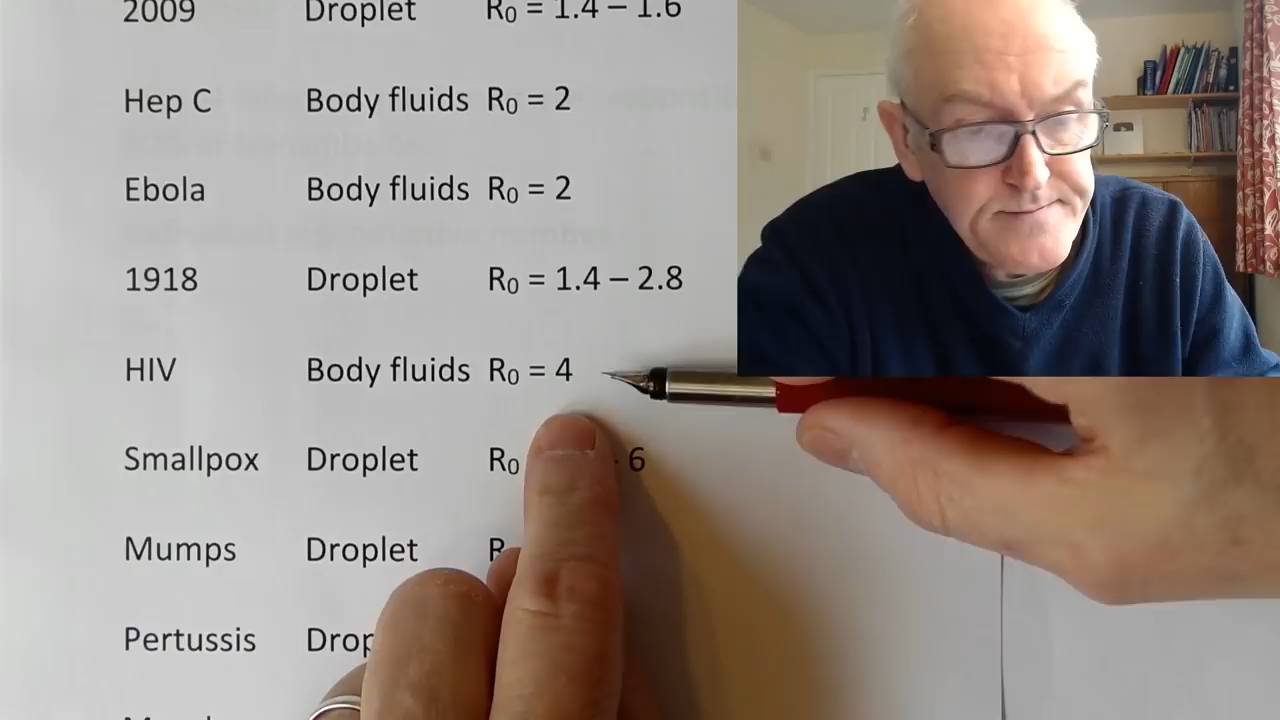 2009 Droplet R₀ = 1.4 – 1.6
Hep C Body fluids R₀ = 2
Ebola Body fluids R₀ = 2
1918 Droplet R₀ = 1.4 – 2.8
HIV Body fluids R₀ = 4
Smallpox Droplet R₀ 6
Mumps Droplet R
Pertussis